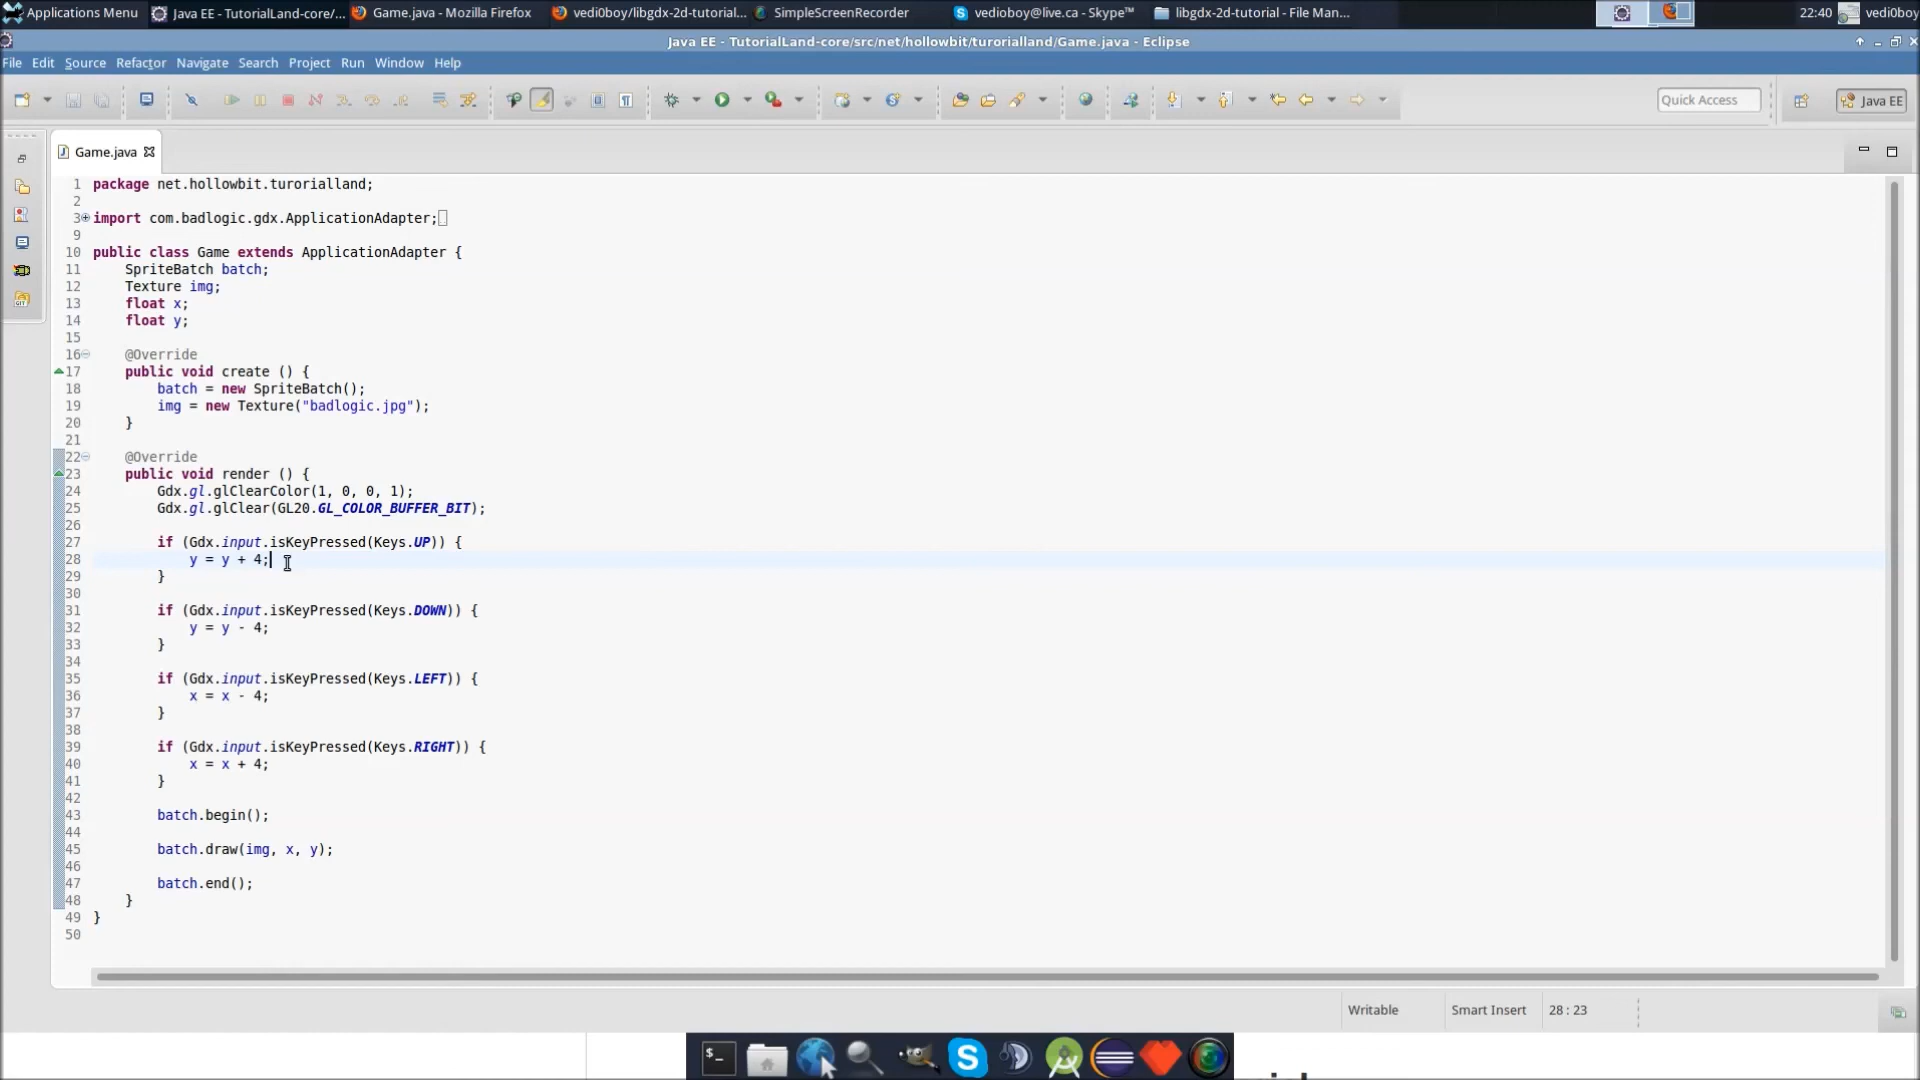 Applications Menu
Java EE - TutorialLand-core/...
Game.java - Mozilla Firefox
vedi0boy/libgdx-2d-tutorial...
SimpleScreenRecorder
vedioboy@live.ca - Skype™
libgdx-2d-tutorial - File Man...
22:40
vedi0boy
Java EE - TutorialLand-core/src/net/hollowbit/turorialland/Game.java - Eclipse
File Edit Source Refactor Navigate Search Project Run Window Help
Quick Access
Java EE
Game.java
1 package net.hollowbit.turorialland;
2
3 import com.badlogic.gdx.ApplicationAdapter;
9
10 public class Game extends ApplicationAdapter {
11 SpriteBatch batch;
12 Texture img;
13 float x;
14 float y;
15
16 @Override
17 public void create () {
18 batch = new SpriteBatch();
19 img = new Texture("badlogic.jpg");
20 }
21
22 @Override
23 public void render () {
24 Gdx.gl.glClearColor(1, 0, 0, 1);
25 Gdx.gl.glClear(GL20.GL_COLOR_BUFFER_BIT);
26
27 if (Gdx.input.isKeyPressed(Keys.UP)) {
28 y = y + 4;
29 }
30
31 if (Gdx.input.isKeyPressed(Keys.DOWN)) {
32 y = y - 4;
33 }
34
35 if (Gdx.input.isKeyPressed(Keys.LEFT)) {
36 x = x - 4;
37 }
38
39 if (Gdx.input.isKeyPressed(Keys.RIGHT)) {
40 x = x + 4;
41 }
42
43 batch.begin();
44
45 batch.draw(img, x, y);
46
47 batch.end();
48 }
49 }
50
Writable
Smart Insert
28 : 23